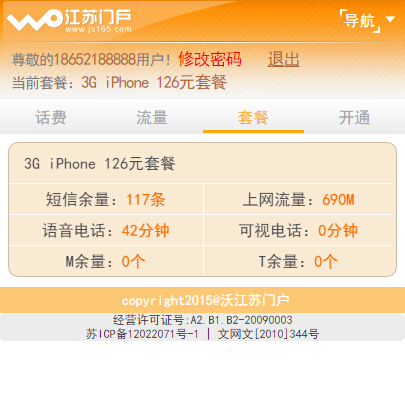 江苏门户
www.js165.com
导航
尊敬的18652188888用户！修改密码 退出
当前套餐：3G iPhone 126元套餐
话费 流量 套餐 开通
3G iPhone 126元套餐
短信余量：117条 上网流量：690M
语音电话：42分钟 可视电话：0分钟
M余量：0个 T余量：0个
copyright2015@沃江苏门户
经营许可证号:A2.B1.B2-20090003
苏ICP备12022071号-1 | 文网文[2010]344号